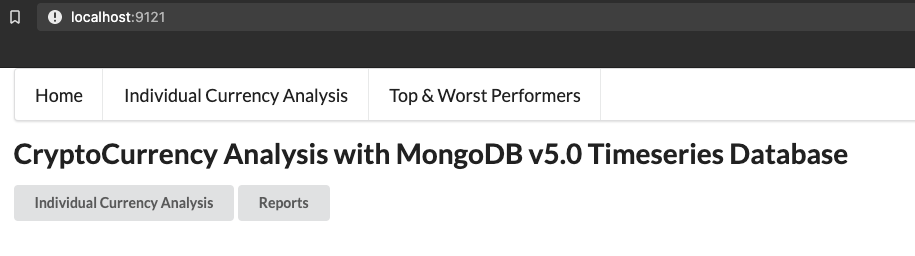 localhost:9121
Home Individual Currency Analysis Top & Worst Performers
CryptoCurrency Analysis with MongoDB v5.0 Timeseries Database
Individual Currency Analysis Reports